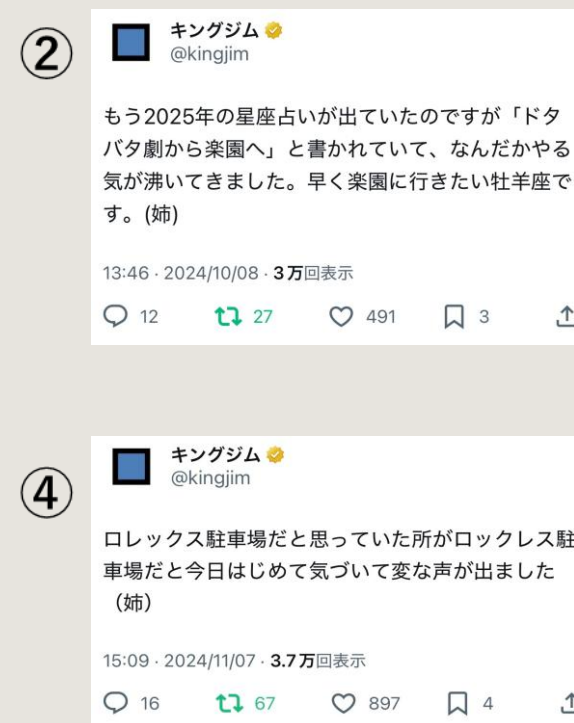 ②
キングジム
@kingjim
もう2025年の星座占いが出ていたのですが「ドタ
バタ劇から楽園へ」と書かれていて、なんだかやる
気が沸いてきました。早く楽園に行きたい牡羊座で
す。(姉)
13:46 · 2024/10/08 · 3万回表示
12 27 491 3
④
キングジム
@kingjim
ロレックス駐車場だと思っていた所がロックレス駐
車場だと今日はじめて気づいて変な声が出ました
（姉）
15:09 · 2024/11/07 · 3.7万回表示
16 67 897 4